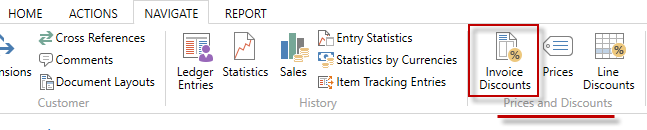 HOME ACTIONS NAVIGATE REPORT
Cross References
Comments
Document Layouts
Customer
Ledger
Entries
Statistics
Sales
Entry Statistics
Statistics by Currencies
Item Tracking Entries
History
Invoice
Discounts
Prices
Line
Discounts
Prices and Discounts